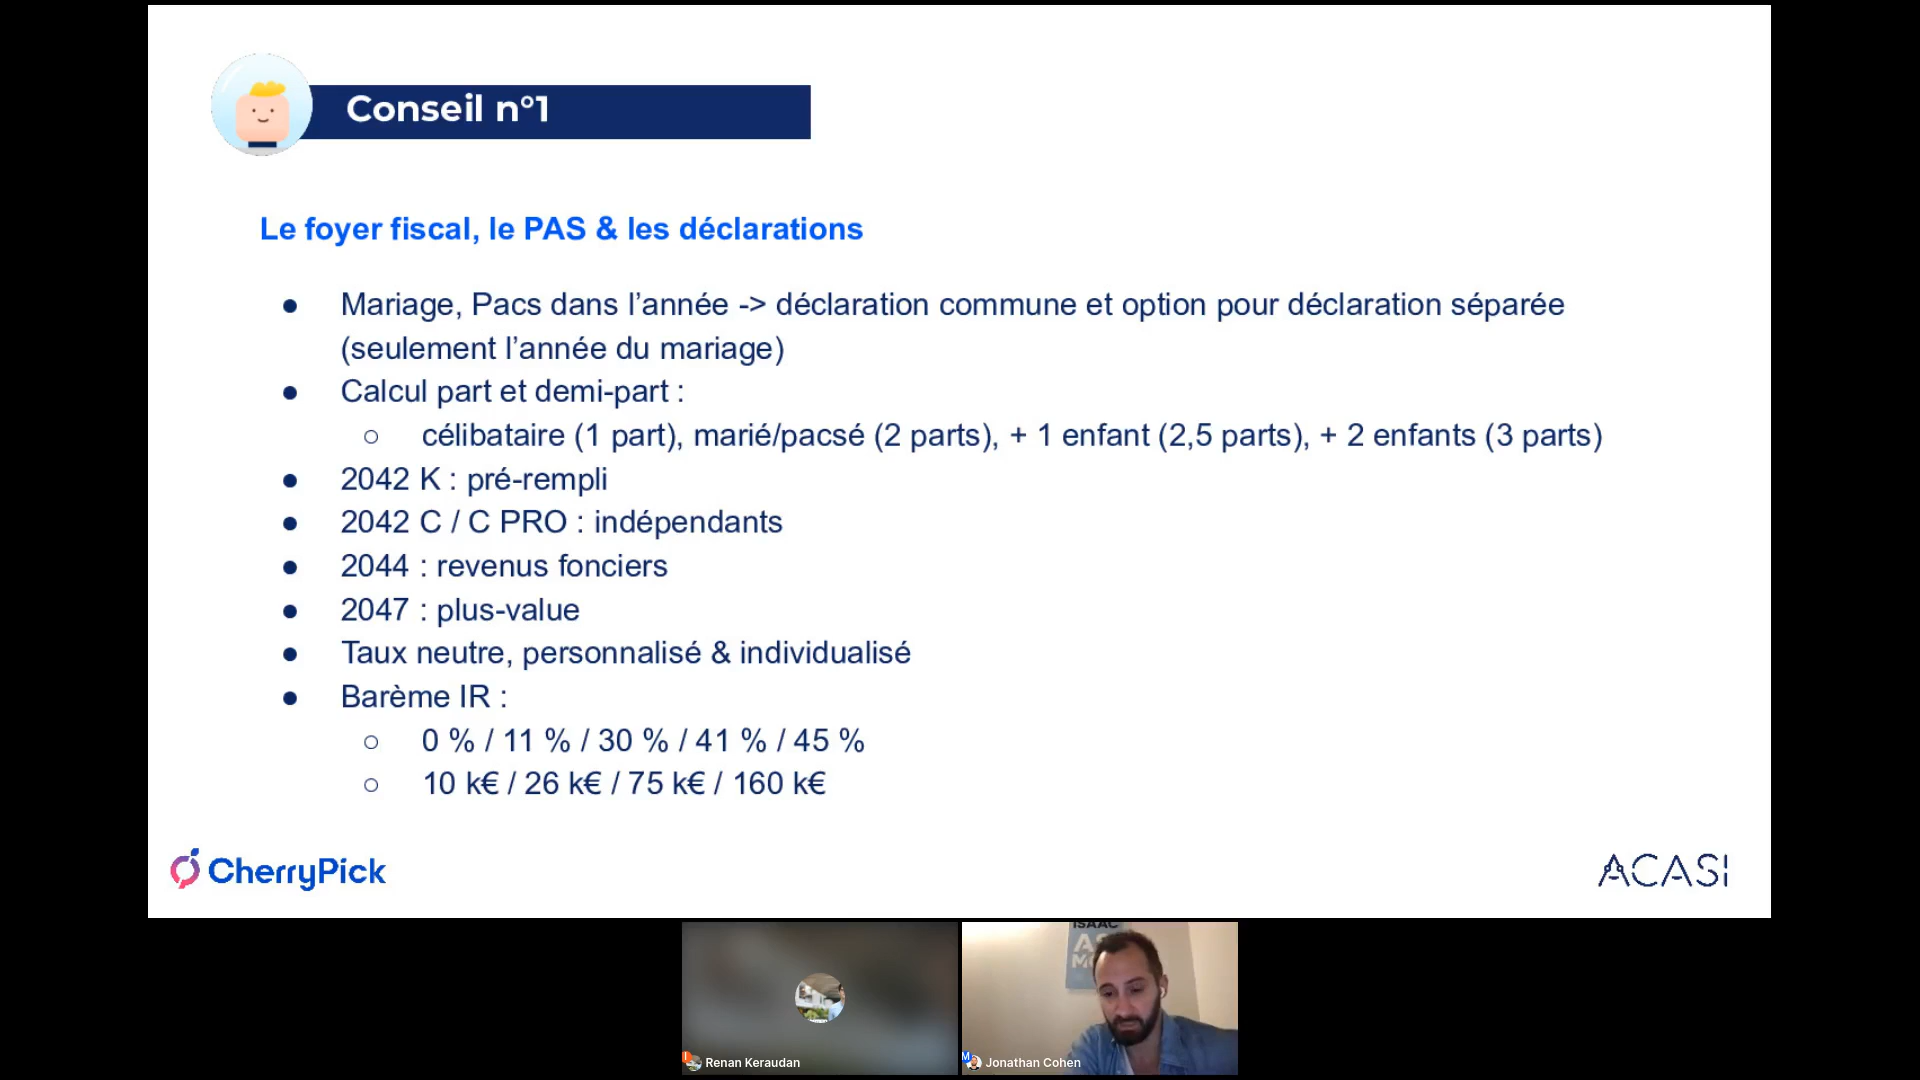 Conseil n°1
Le foyer fiscal, le PAS & les déclarations
● Mariage, Pacs dans l’année -> déclaration commune et option pour déclaration séparée
(seulement l’année du mariage)
● Calcul part et demi-part :
○ célibataire (1 part), marié/pacsé (2 parts), + 1 enfant (2,5 parts), + 2 enfants (3 parts)
● 2042 K : pré-rempli
● 2042 C / C PRO : indépendants
● 2044 : revenus fonciers
● 2047 : plus-value
● Taux neutre, personnalisé & individualisé
● Barème IR :
○ 0 % / 11 % / 30 % / 41 % / 45 %
○ 10 k€ / 26 k€ / 75 k€ / 160 k€
CherryPick
ACASI
ISAAC
Renan Keraudan
Jonathan Cohen